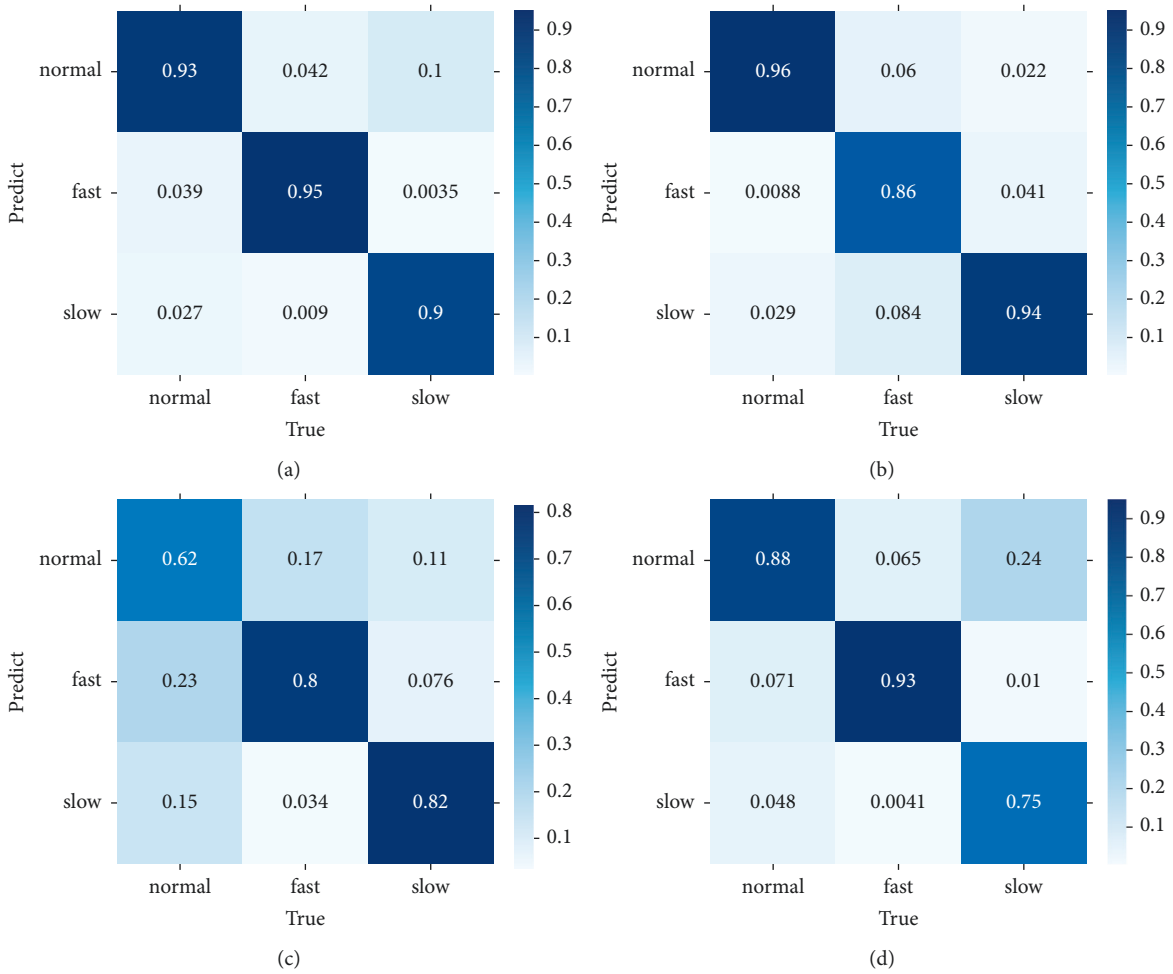 normal
fast
slow
Predict
0.93 0.042 0.1
0.039 0.95 0.0035
0.027 0.009 0.9
normal fast slow
True
0.9
0.8
0.7
0.6
0.5
0.4
0.3
0.2
0.1
(a)
normal
fast
slow
Predict
0.96 0.06 0.022
0.0088 0.86 0.041
0.029 0.084 0.94
normal fast slow
True
0.9
0.8
0.7
0.6
0.5
0.4
0.3
0.2
0.1
(b)
normal
fast
slow
Predict
0.62 0.17 0.11
0.23 0.8 0.076
0.15 0.034 0.82
normal fast slow
True
0.8
0.7
0.6
0.5
0.4
0.3
0.2
0.1
(c)
normal
fast
slow
Predict
0.88 0.065 0.24
0.071 0.93 0.01
0.048 0.0041 0.75
normal fast slow
True
0.9
0.8
0.7
0.6
0.5
0.4
0.3
0.2
0.1
(d)